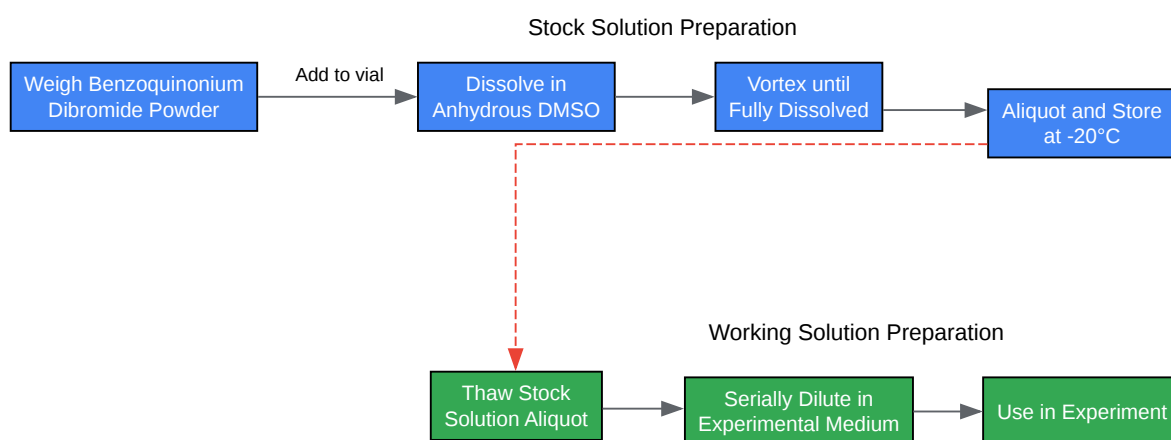 Stock Solution Preparation
Weigh Benzoquinonium
Dibromide Powder
Add to vial
Dissolve in
Anhydrous DMSO
Vortex until
Fully Dissolved
Aliquot and Store
at -20°C
Working Solution Preparation
Thaw Stock
Solution Aliquot
Serially Dilute in
Experimental Medium
Use in Experiment